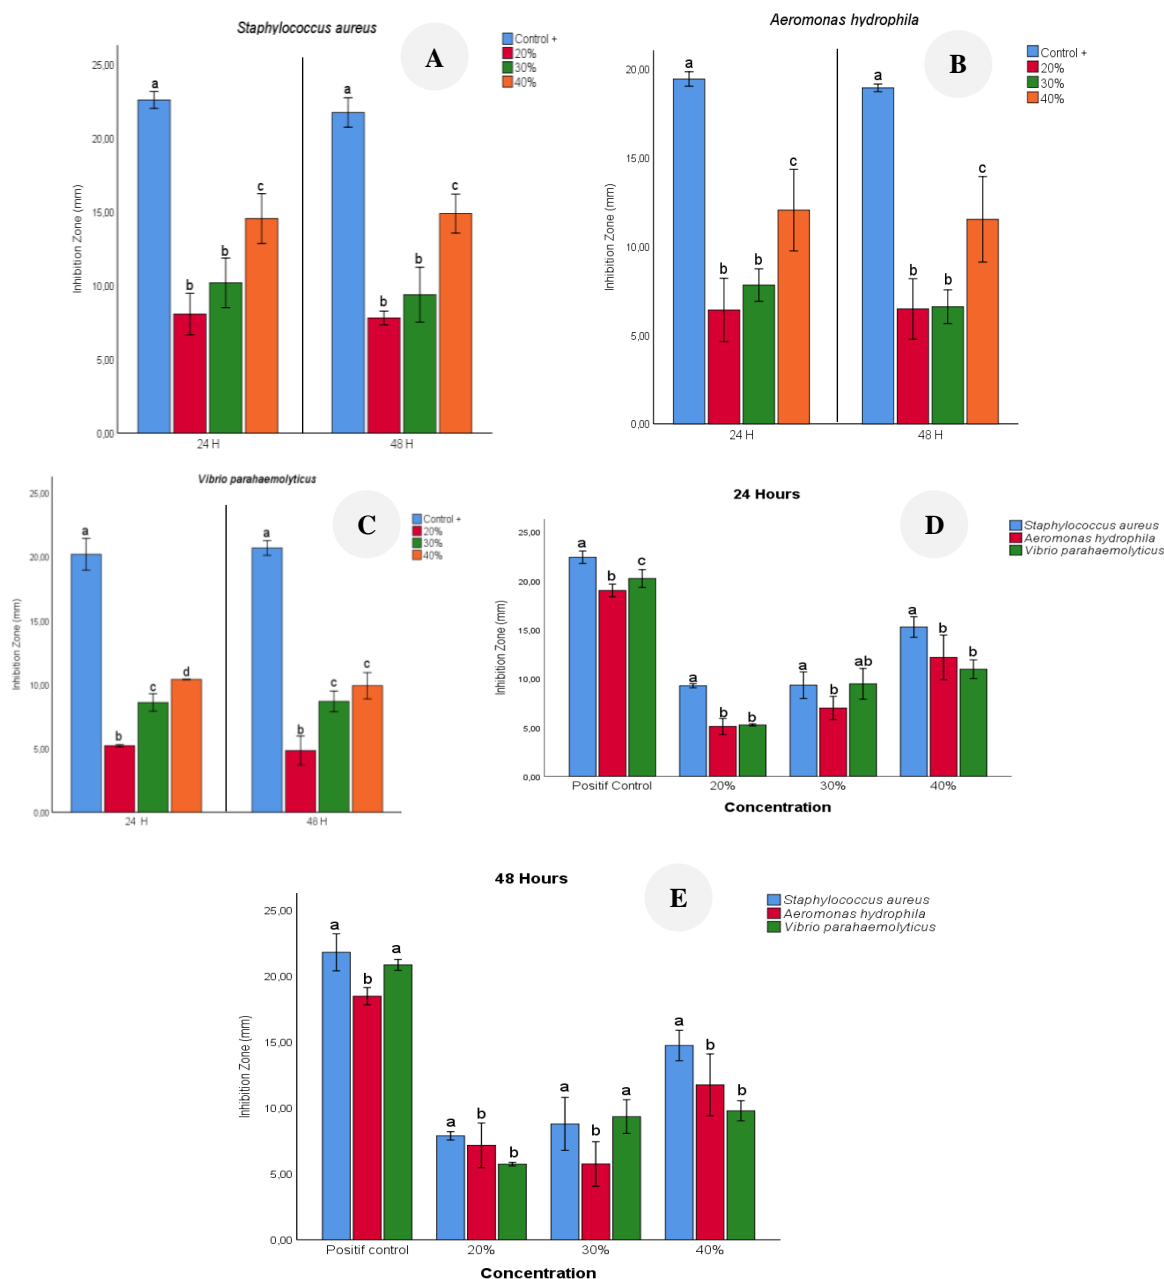 Staphylococcus aureus
A
Control +
20%
30%
40%
Inhibition Zone (mm)
25,00
20,00
15,00
10,00
5,00
0,00
a
b
b
c
a
b
b
c
24 H
48 H
Aeromonas hydrophila
B
Control +
20%
30%
40%
Inhibition Zone (mm)
20,00
15,00
10,00
5,00
0,00
a
b
b
c
a
b
b
c
24 H
48 H
Vibrio parahaemolyticus
C
Control +
20%
30%
40%
Inhibition Zone (mm)
25,00
20,00
15,00
10,00
5,00
0,00
a
b
c
d
a
b
c
c
24 H
48 H
24 Hours
D
Staphylococcus aureus
Aeromonas hydrophila
Vibrio parahaemolyticus
Inhibition Zone (mm)
25,00
20,00
15,00
10,00
5,00
0,00
a
b
c
a
b
b
a
b
ab
a
b
b
Positif Control
20%
30%
40%
Concentration
48 Hours
E
Staphylococcus aureus
Aeromonas hydrophila
Vibrio parahaemolyticus
Inhibition Zone (mm)
25,00
20,00
15,00
10,00
5,00
0,00
a
b
a
a
b
b
a
b
a
a
b
b
Positif control
20%
30%
40%
Concentration